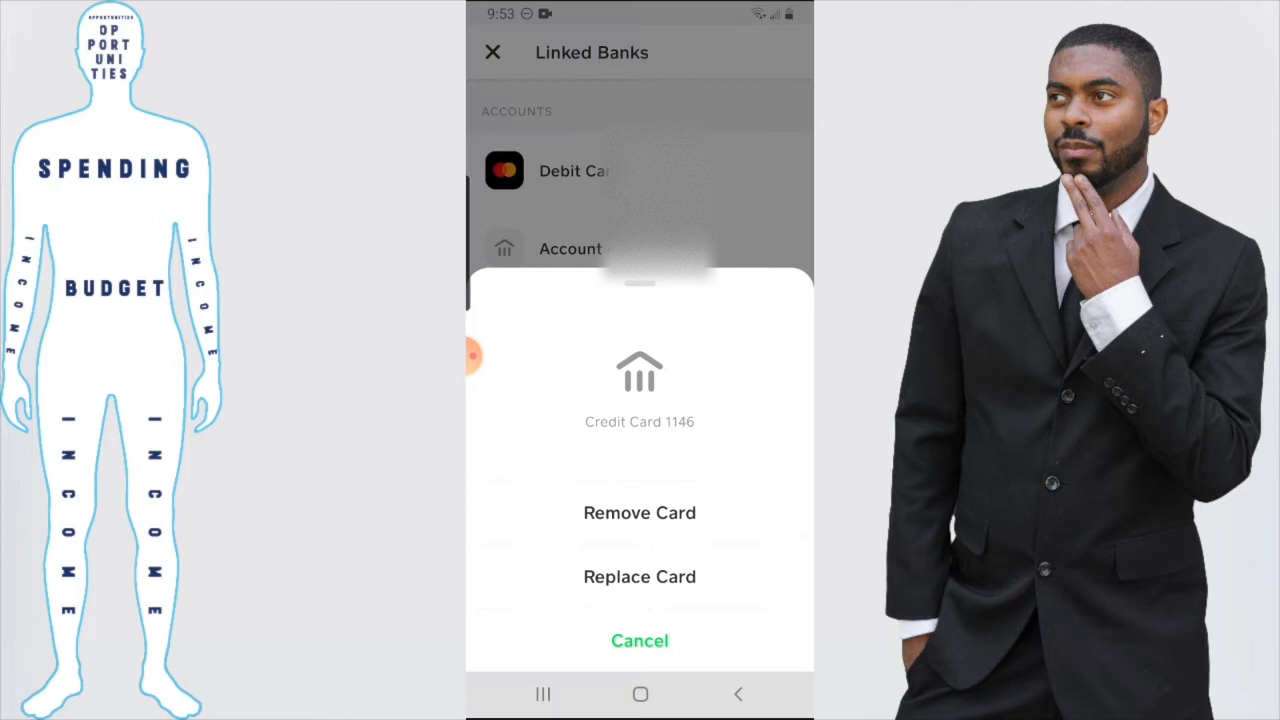 OPPORTUNITIES
OP
PORT
UNI
TIES
SPENDING
INCOME
INCOME
BUDGET
INCOME
INCOME
9:53
Linked Banks
ACCOUNTS
Debit Car
Account
Credit Card 1146
Remove Card
Replace Card
Cancel